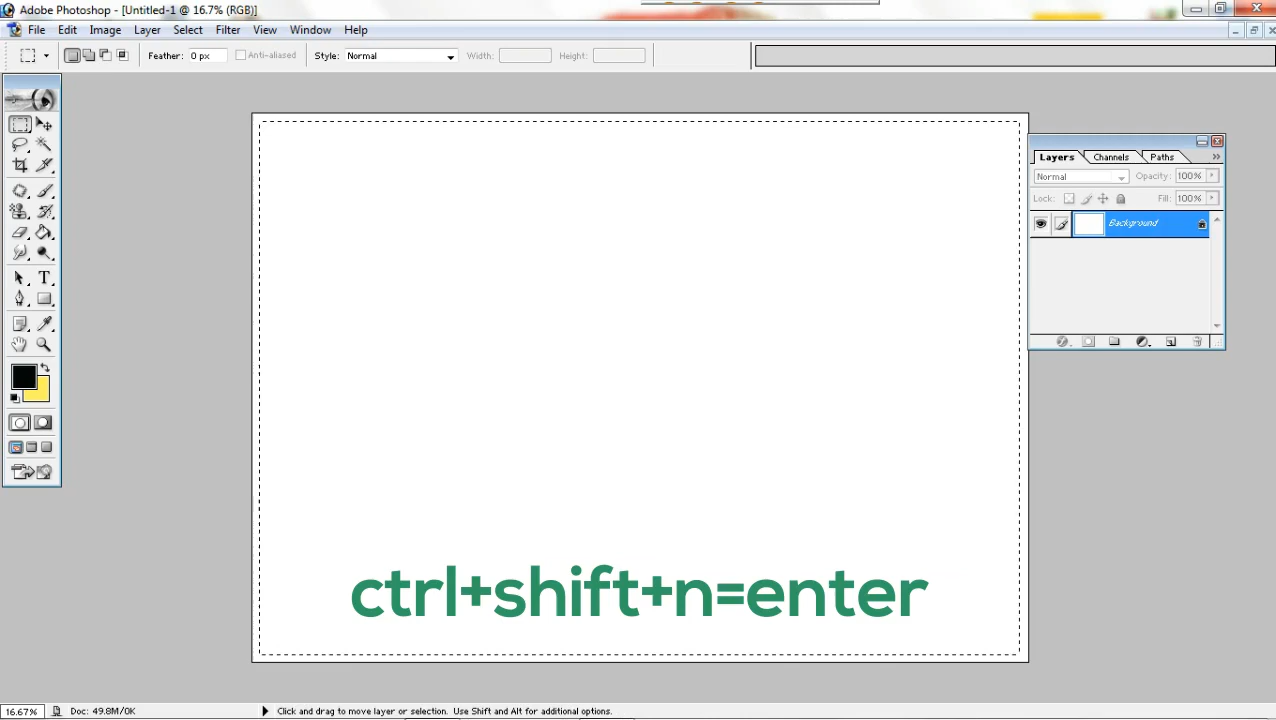 Adobe Photoshop - [Untitled-1 @ 16.7% (RGB)]
File Edit Image Layer Select Filter View Window Help
Feather: 0 px Anti-aliased Style: Normal Width: Height:
Layers Channels Paths
Normal Opacity: 100%
Lock: Fill: 100%
Background
T
ctrl+shift+n=enter
16.67% Doc: 49.8M/0K Click and drag to move layer or selection. Use Shift and Alt for additional options.